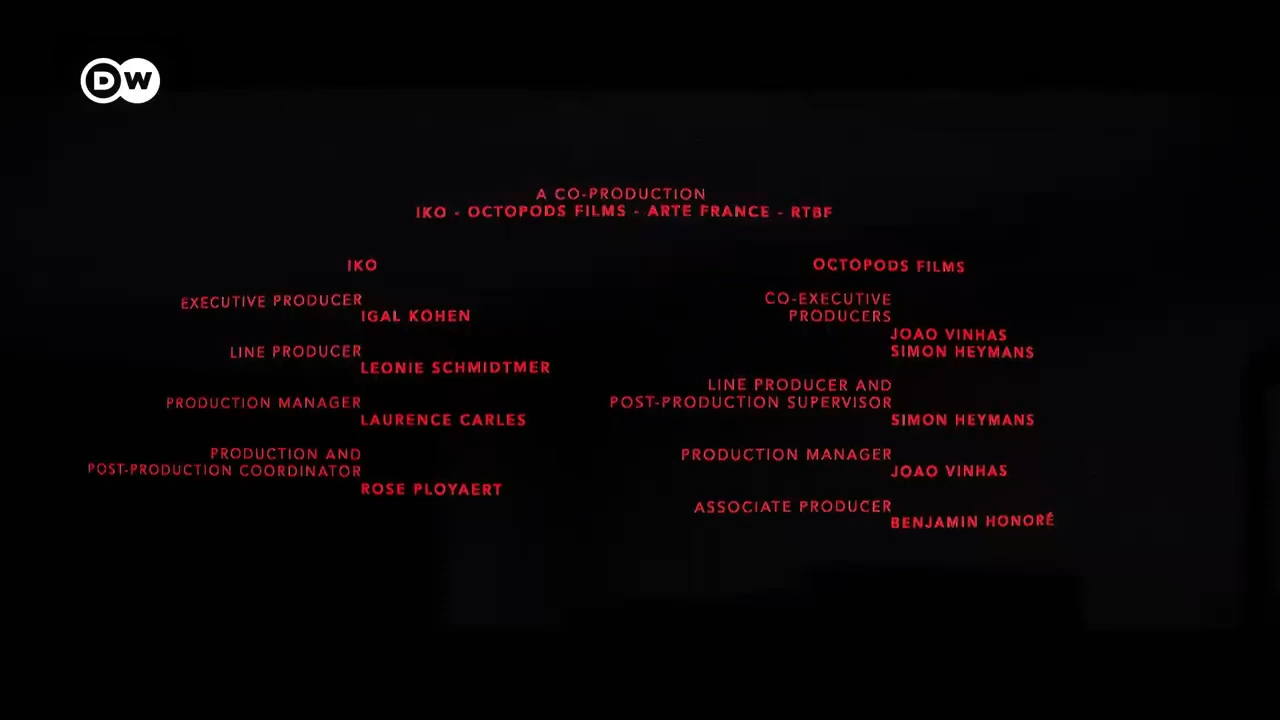 DW
A CO-PRODUCTION
IKO - OCTOPODS FILMS - ARTE FRANCE - RTBF
IKO
EXECUTIVE PRODUCER
IGAL KOHEN
LINE PRODUCER
LEONIE SCHMIDTMER
PRODUCTION MANAGER
LAURENCE CARLES
PRODUCTION AND
POST-PRODUCTION COORDINATOR
ROSE PLOYAERT
OCTOPODS FILMS
CO-EXECUTIVE
PRODUCERS
JOAO VINHAS
SIMON HEYMANS
LINE PRODUCER AND
POST-PRODUCTION SUPERVISOR
SIMON HEYMANS
PRODUCTION MANAGER
JOAO VINHAS
ASSOCIATE PRODUCER
BENJAMIN HONORÉ